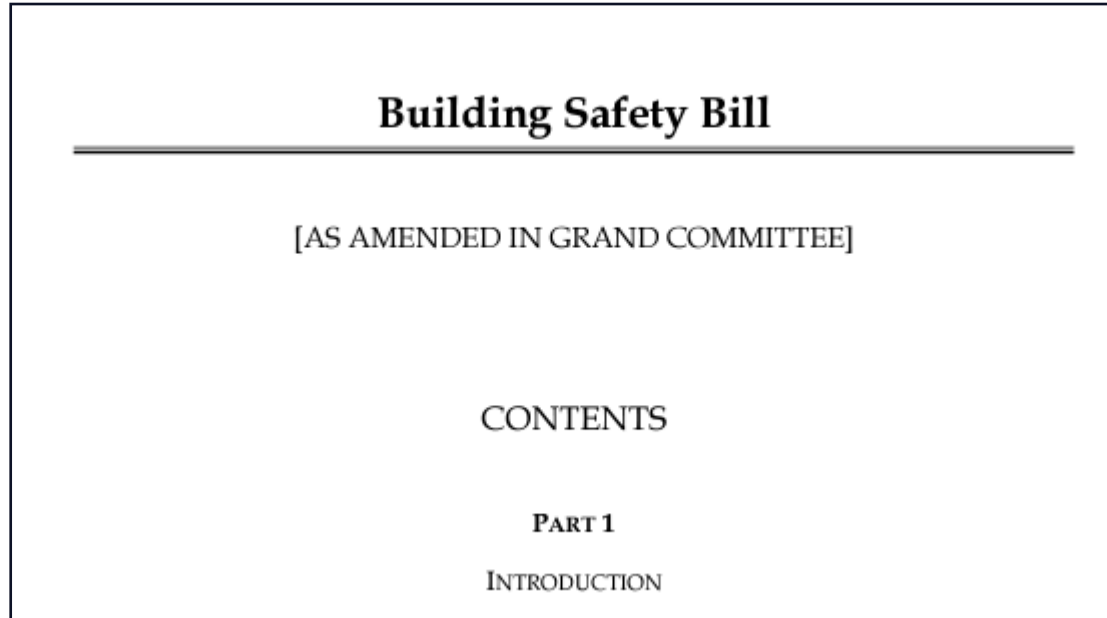 Building Safety Bill
[AS AMENDED IN GRAND COMMITTEE]
CONTENTS
PART 1
INTRODUCTION